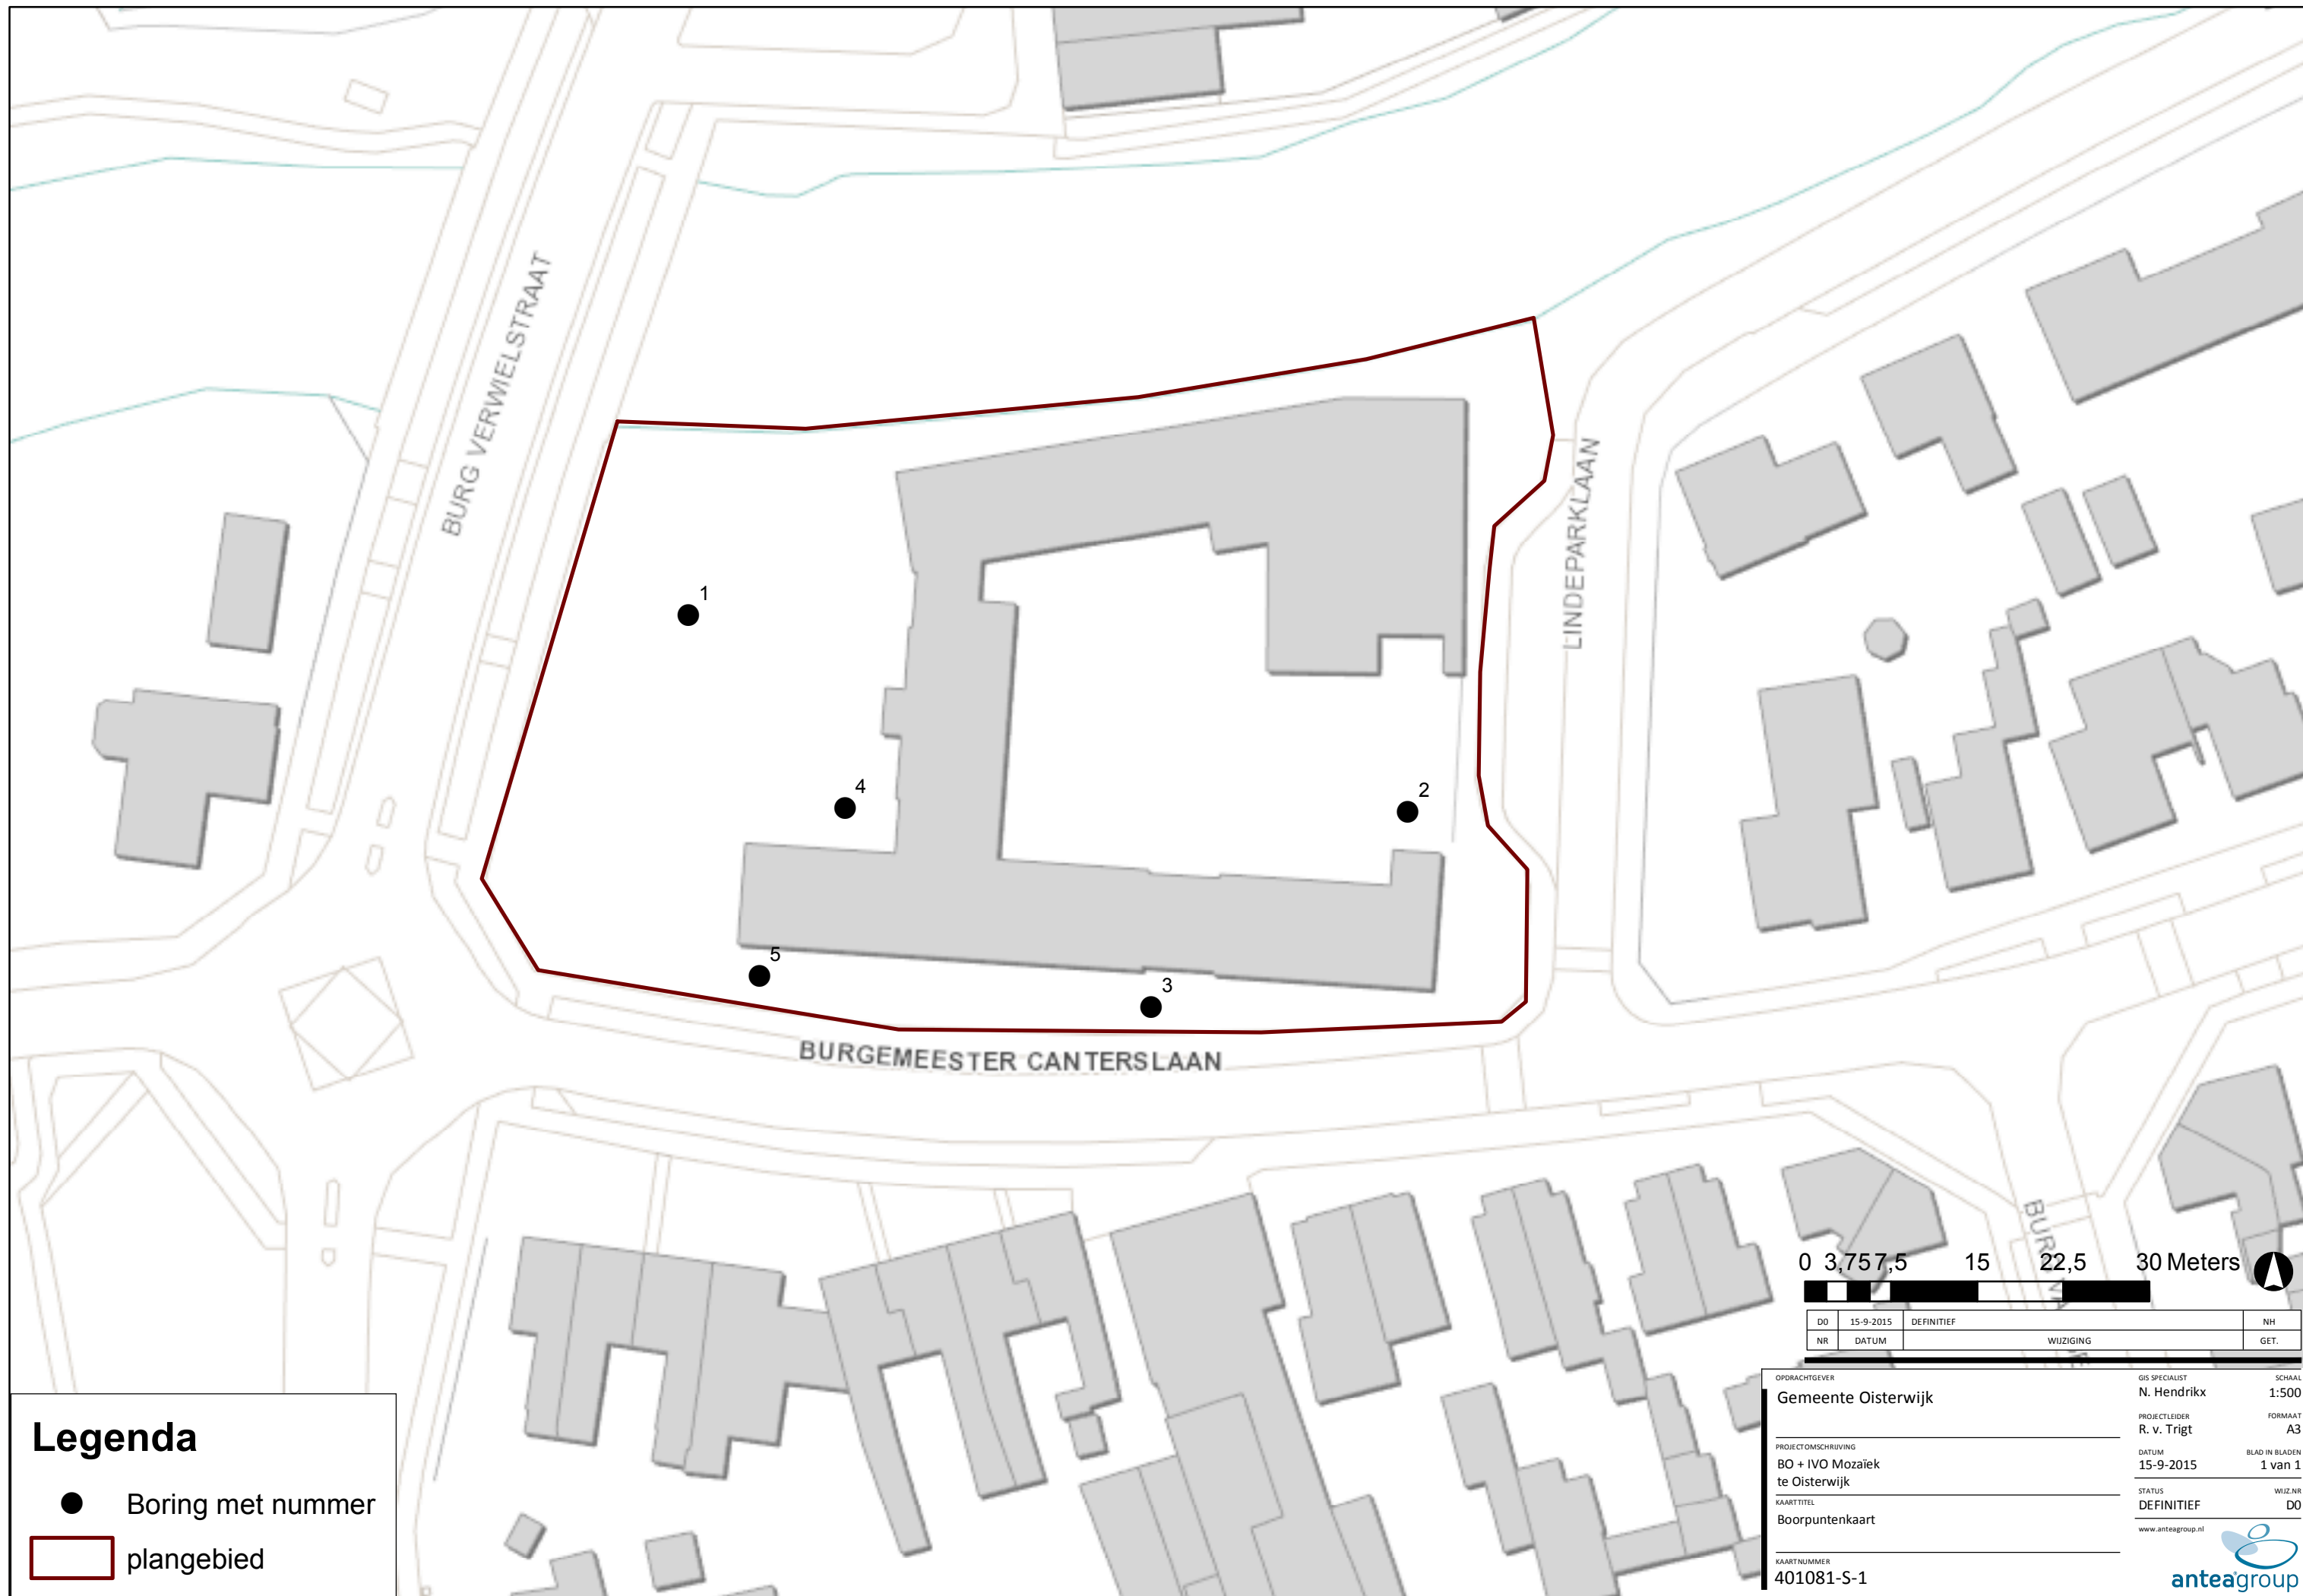 BURG VERWIELSTRAAT
LINDEPARKLAAN
1
4
2
5
3
BURGEMEESTER CANTERSLAAN
0 3,75 7,5 15 22,5 30 Meters
D0 15-9-2015 DEFINITIEF NH
NR DATUM WIJZIGING GET.
OPDRACHTGEVER
Gemeente Oisterwijk
PROJECTOMSCHRIJVING
BO + IVO Mozaïek
te Oisterwijk
KAARTTITEL
Boorpuntenkaart
KAARTNUMMER
401081-S-1
GIS SPECIALIST SCHAAL
N. Hendrikx 1:500
PROJECTLEIDER FORMAAT
R. v. Trigt A3
DATUM BLAD IN BLADEN
15-9-2015 1 van 1
STATUS WIJZ.NR
DEFINITIEF D0
www.anteagroup.nl
anteagroup
Legenda
Boring met nummer
plangebied